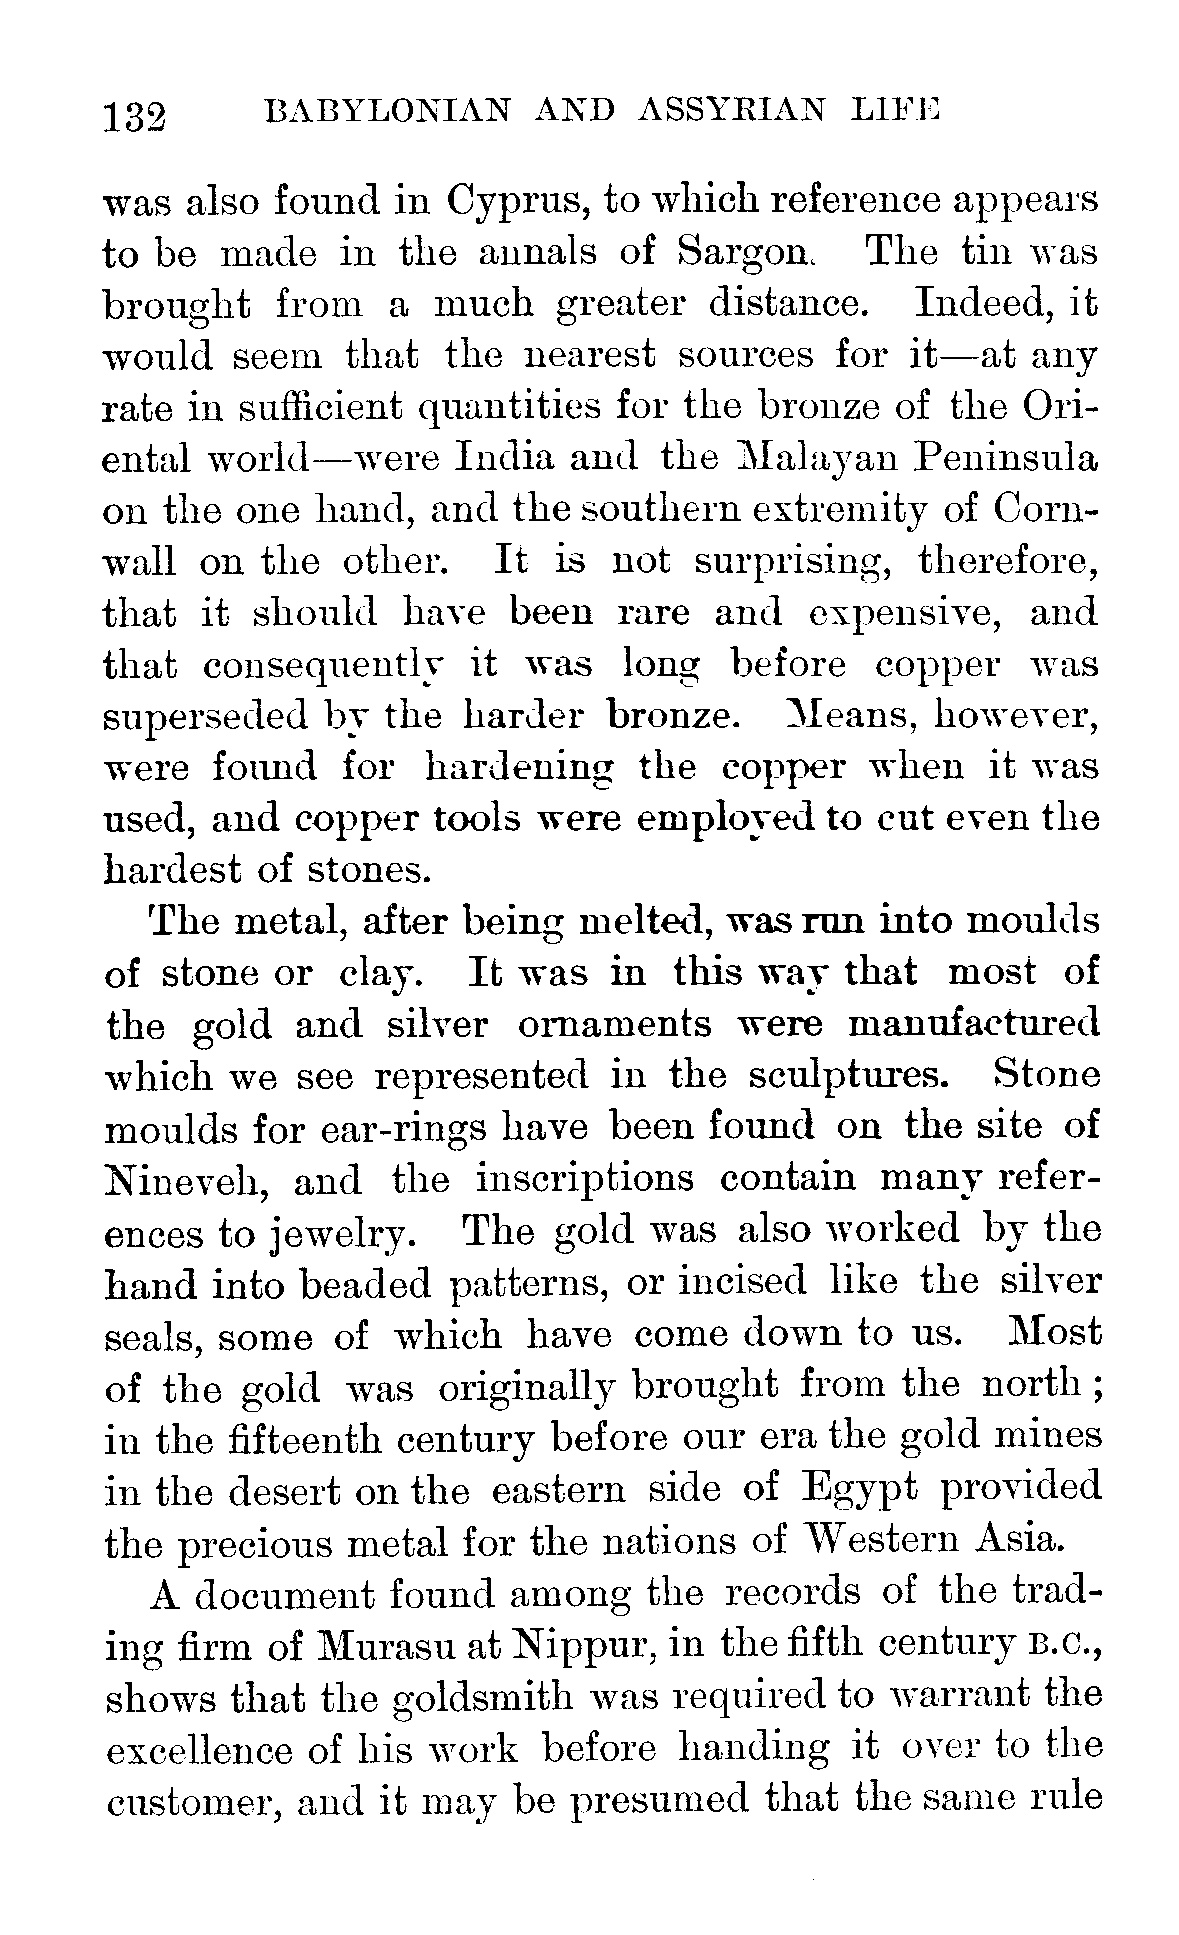 132 BABYLONIAN AND ASSYRIAN LIFE
was also found in Cyprus, to which reference appears
to be made in the annals of Sargon. The tin was
brought from a much greater distance. Indeed, it
would seem that the nearest sources for it—at any
rate in sufficient quantities for the bronze of the Ori-
ental world—were India and the Malayan Peninsula
on the one hand, and the southern extremity of Corn-
wall on the other. It is not surprising, therefore,
that it should have been rare and expensive, and
that consequently it was long before copper was
superseded by the harder bronze. Means, however,
were found for hardening the copper when it was
used, and copper tools were employed to cut even the
hardest of stones.
The metal, after being melted, was run into moulds
of stone or clay. It was in this way that most of
the gold and silver ornaments were manufactured
which we see represented in the sculptures. Stone
moulds for ear-rings have been found on the site of
Nineveh, and the inscriptions contain many refer-
ences to jewelry. The gold was also worked by the
hand into beaded patterns, or incised like the silver
seals, some of which have come down to us. Most
of the gold was originally brought from the north;
in the fifteenth century before our era the gold mines
in the desert on the eastern side of Egypt provided
the precious metal for the nations of Western Asia.
A document found among the records of the trad-
ing firm of Murasu at Nippur, in the fifth century B.C.,
shows that the goldsmith was required to warrant the
excellence of his work before handing it over to the
customer, and it may be presumed that the same rule